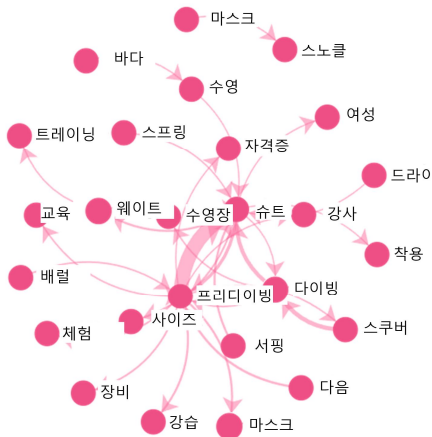 마스크
스노클
바다
수영
여성
트레이닝
스프링
자격증
드라이
교육
웨이트
수영장
슈트
강사
착용
배럴
프리다이빙
다이빙
사이즈
체험
서핑
스쿠버
장비
다음
강습
마스크